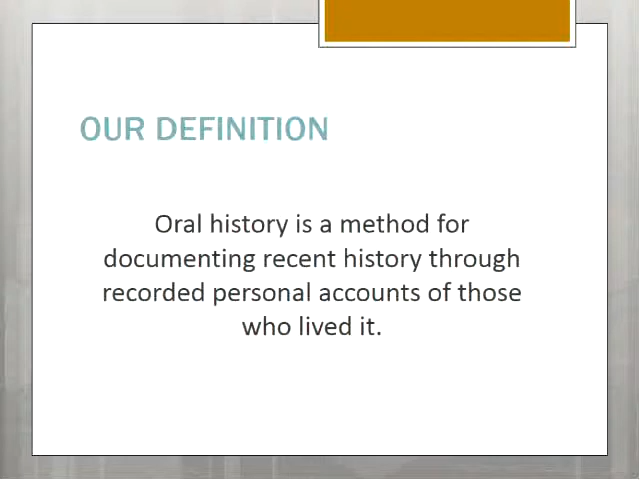 OUR DEFINITION
Oral history is a method for
documenting recent history through
recorded personal accounts of those
who lived it.